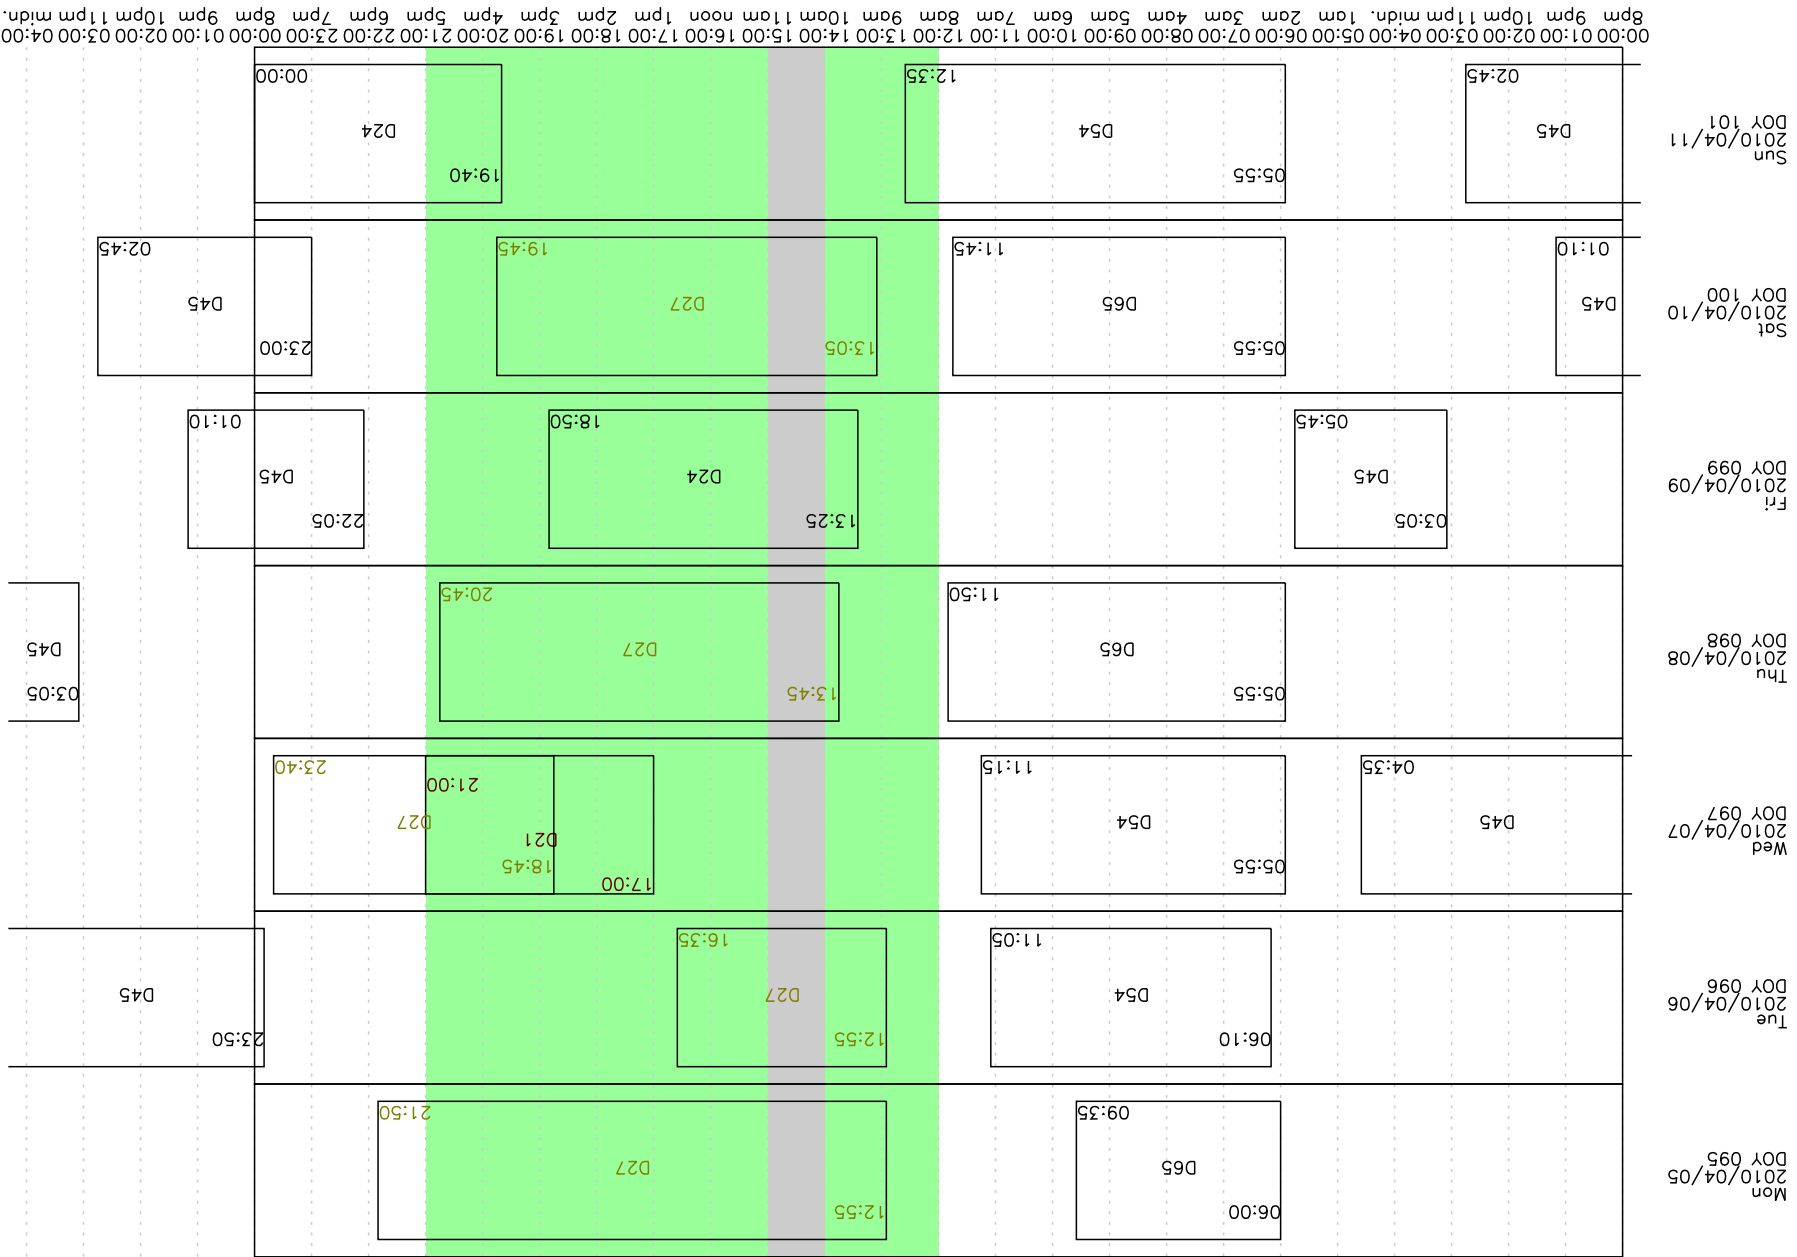 06:00 12:55
Mon
2010/04/05
DOY 095
D65 D27
09:35 21:50
06:10 12:55 23:50
Tue
2010/04/06
DOY 096
D54 D27 D45
11:05 16:35
17:00
05:55 18:45
Wed
2010/04/07
DOY 097
D21
D45 D54 D27
21:00
04:35 11:15 23:40
05:55 13:45 03:05
Thu
2010/04/08
DOY 098
D65 D27 D45
11:50 20:45
03:05 13:25 22:05
Fri
2010/04/09
DOY 099
D45 D24 D45
05:45 18:50 01:10
05:55 13:05 23:00
Sat
2010/04/10
DOY 100
D45 D65 D27 D45
01:10 11:45 19:45 02:45
05:55 19:40
Sun
2010/04/11
DOY 101
D45 D54 D24
02:45 12:35 00:00
00:00 01:00 02:00 03:00 04:00 05:00 06:00 07:00 08:00 09:00 10:00 11:00 12:00 13:00 14:00 15:00 16:00 17:00 18:00 19:00 20:00 21:00 22:00 23:00 00:00 01:00 02:00 03:00 04:00
8pm 9pm 10pm 11pm midn. 1am 2am 3am 4am 5am 6am 7am 8am 9am 10am 11am noon 1pm 2pm 3pm 4pm 5pm 6pm 7pm 8pm 9pm 10pm 11pm midn.